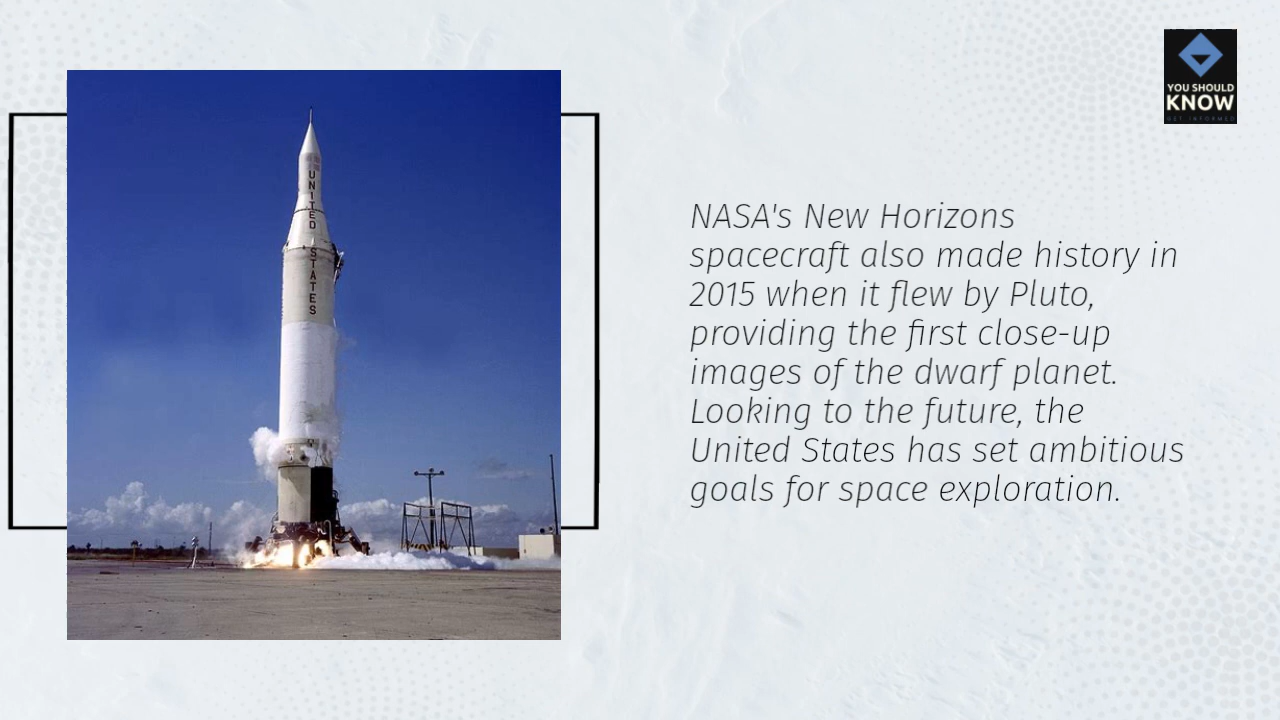 YOU SHOULD
KNOW
GET INFORMED
UNITED STATES
NASA's New Horizons
spacecraft also made history in
2015 when it flew by Pluto,
providing the first close-up
images of the dwarf planet.
Looking to the future, the
United States has set ambitious
goals for space exploration.